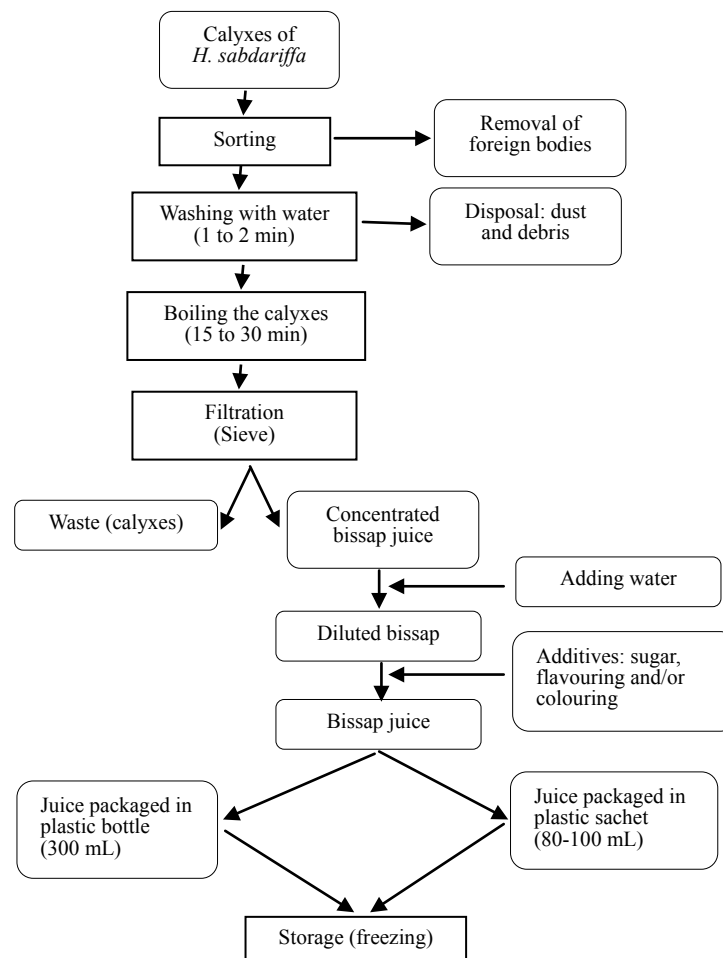 Calyxes of
H. sabdariffa
Sorting
Removal of
foreign bodies
Washing with water
(1 to 2 min)
Disposal: dust
and debris
Boiling the calyxes
(15 to 30 min)
Filtration
(Sieve)
Waste (calyxes)
Concentrated
bissap juice
Adding water
Diluted bissap
Additives: sugar,
flavouring and/or
colouring
Bissap juice
Juice packaged in
plastic bottle
(300 mL)
Juice packaged in
plastic sachet
(80-100 mL)
Storage (freezing)